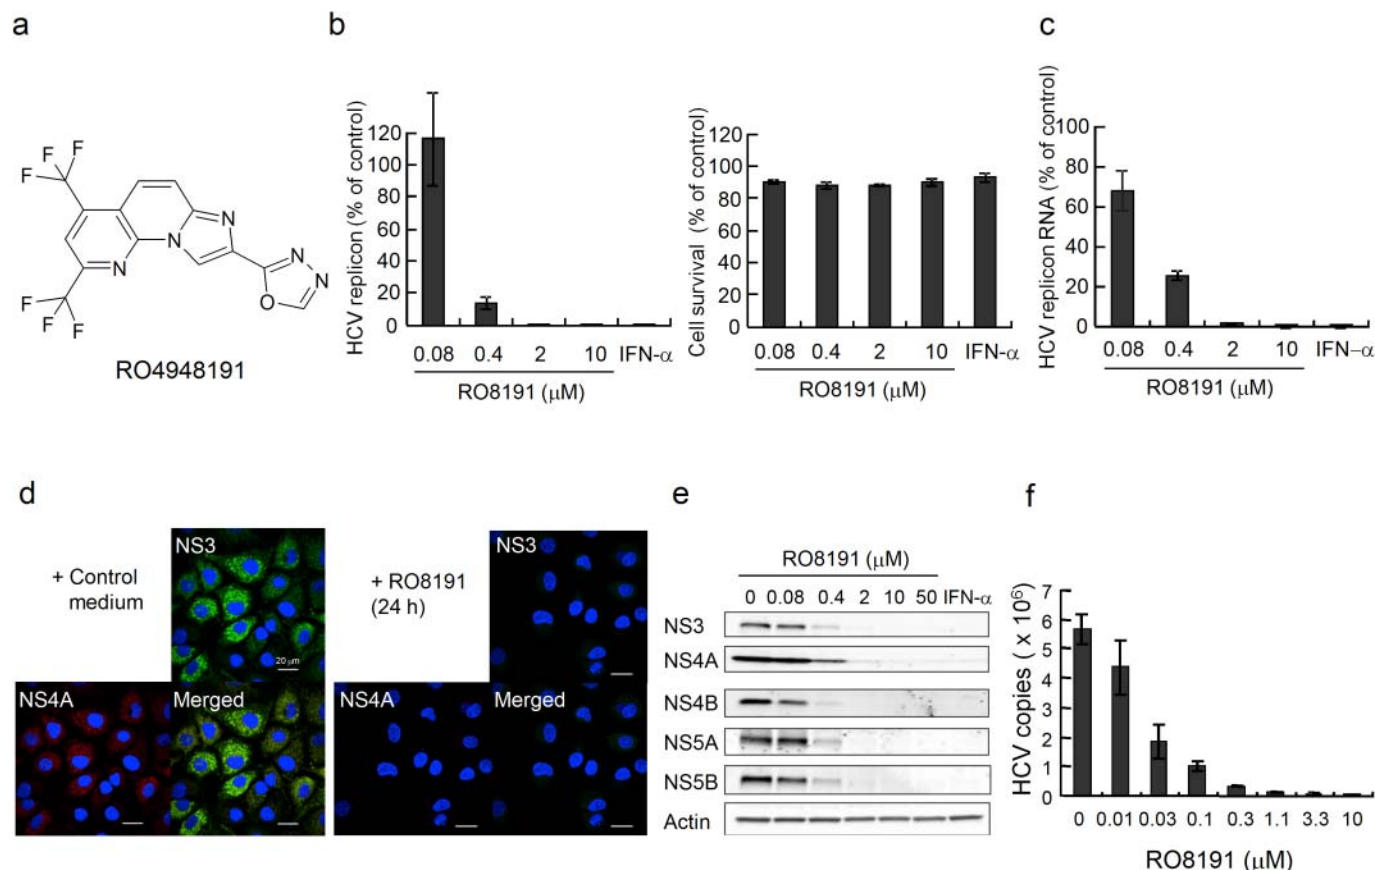 a
F
F
F
N
N
N
N
N
O
F
F
F
RO4948191
b
HCV replicon (% of control)
120
100
80
60
40
20
0
0.08 0.4 2 10 IFN-α
RO8191 (μM)
Cell survival (% of control)
120
100
80
60
40
20
0
0.08 0.4 2 10 IFN-α
RO8191 (μM)
c
HCV replicon RNA (% of control)
100
80
60
40
20
0
0.08 0.4 2 10 IFN-α
RO8191 (μM)
d
+ Control
medium
NS3
20 μm
NS4A
Merged
+ RO8191
(24 h)
NS3
NS4A
Merged
e
RO8191 (μM)
0 0.08 0.4 2 10 50 IFN-α
NS3
NS4A
NS4B
NS5A
NS5B
Actin
f
HCV copies ( x 10⁶)
7
6
5
4
3
2
1
0
0 0.01 0.03 0.1 0.3 1.1 3.3 10
RO8191 (μM)